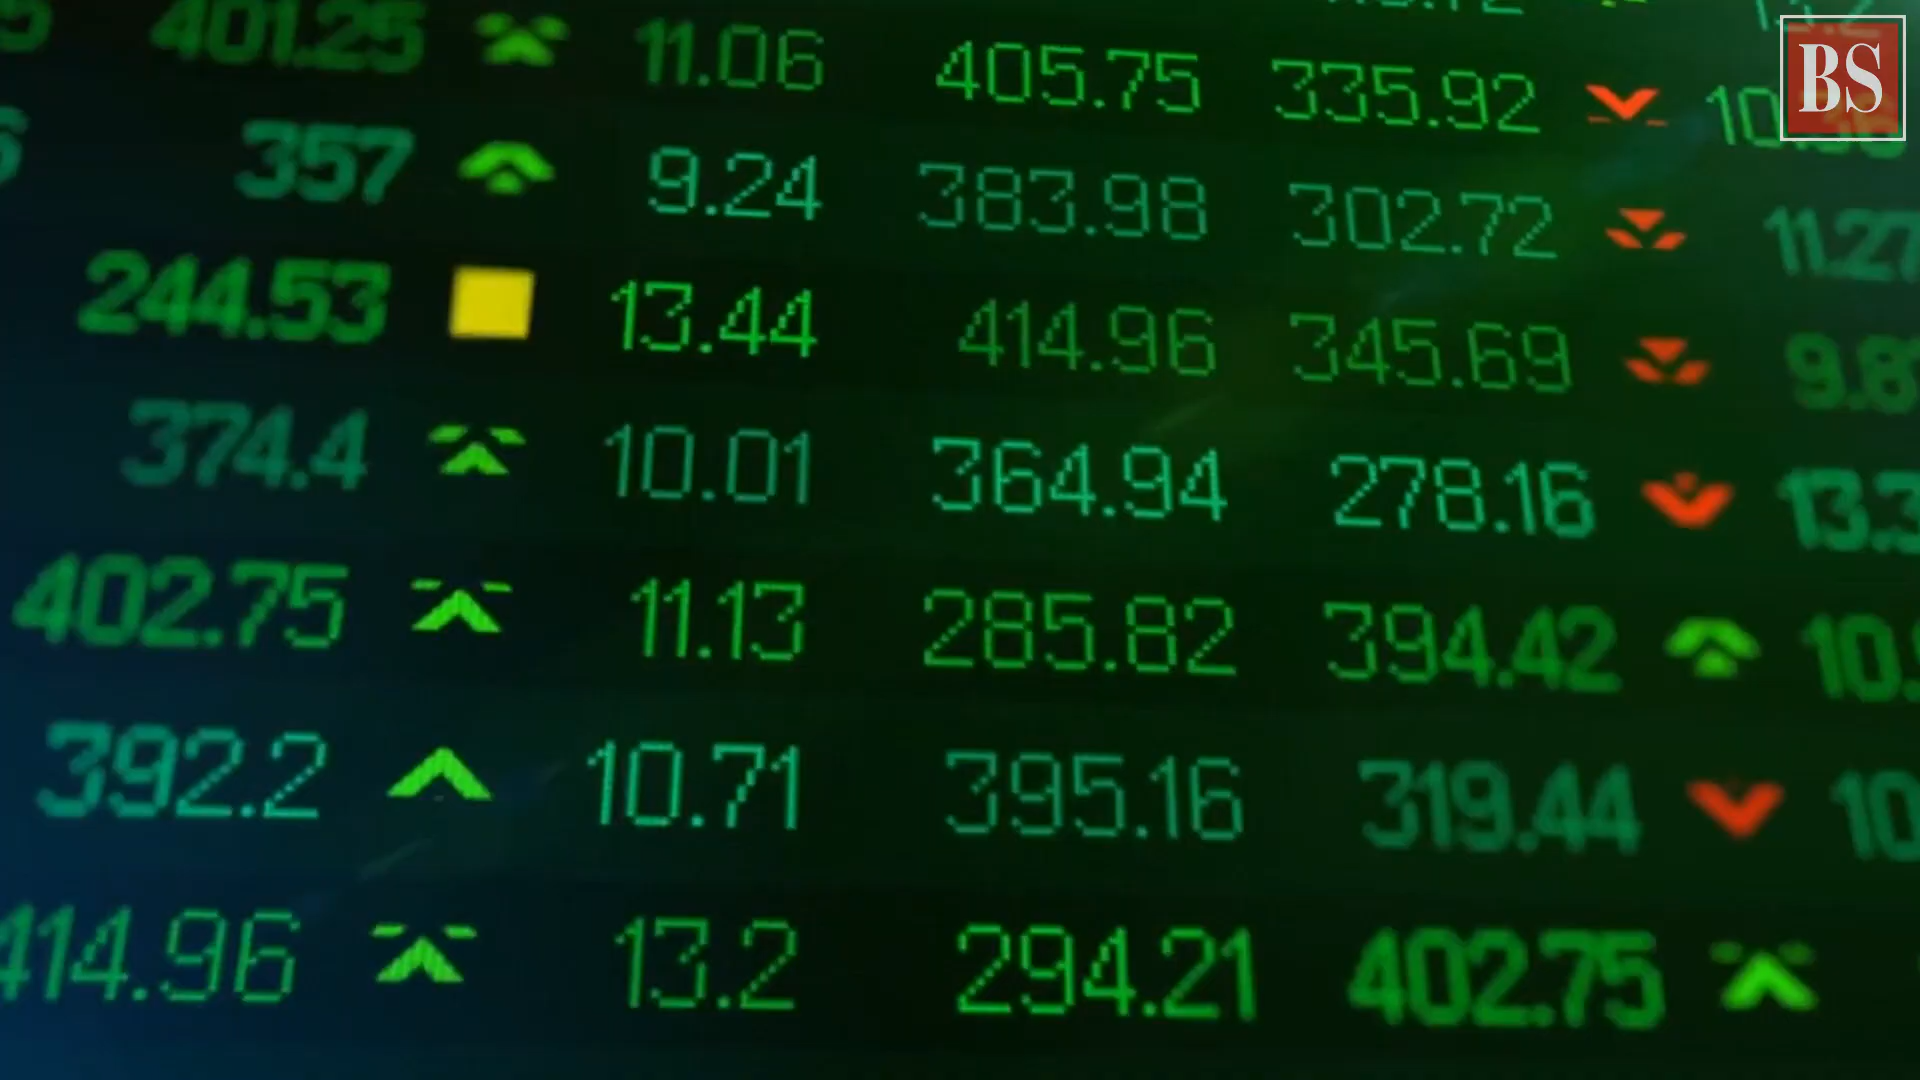 BS
401.25 11.06 405.75 335.92
357 9.24 383.98 302.72 11.27
244.53 13.44 414.96 345.69
374.4 10.01 364.94 278.16
402.75 11.13 285.82 394.42
392.2 10.71 395.16 319.44
414.96 13.2 294.21 402.75